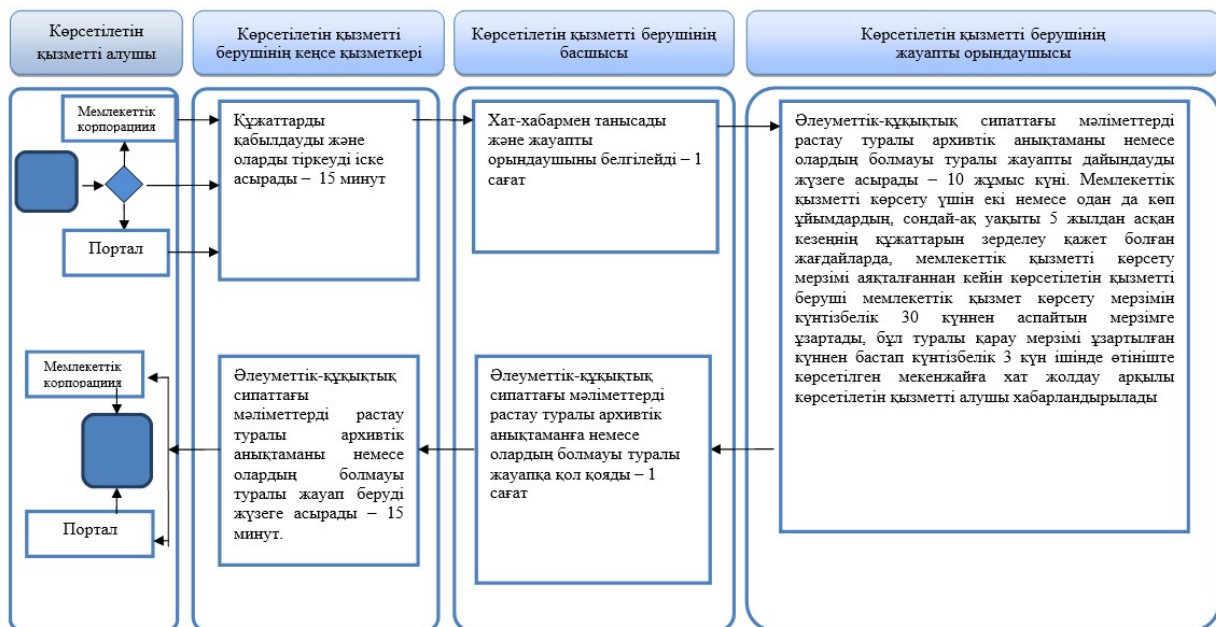 Көрсетілетін
қызметті алушы
Көрсетілетін қызметті
берушінің кеңсе қызметкері
Көрсетілетін қызметті берушінің
басшысы
Көрсетілетін қызметті берушінің
жауапты орындаушысы
Мемлекеттік
корпорациия
Портал
Құжаттарды
қабылдауды және
оларды тіркеуді іске
асырады – 15 минут
Хат-хабармен танысады
және жауапты
орындаушыны белгілейді – 1
сағат
Әлеуметтік-құқықтық сипаттағы мәліметтерді
растау туралы архивтік анықтаманы немесе
олардың болмауы туралы жауапты дайындауды
жүзеге асырады – 10 жұмыс күні. Мемлекеттік
қызметті көрсету үшін екі немесе одан да көп
ұйымдардың, сондай-ақ уақыты 5 жылдан асқан
кезеңнің құжаттарын зерделеу қажет болған
жағдайларда, мемлекеттік қызметті көрсету
мерзімі аяқталғаннан кейін көрсетілетін қызметті
беруші мемлекеттік қызмет көрсету мерзімін
күнтізбелік 30 күннен аспайтын мерзімге
ұзартады, бұл туралы қарау мерзімі ұзартылған
күннен бастап күнтізбелік 3 күн ішінде өтініште
көрсетілген мекенжайға хат жолдау арқылы
көрсетілетін қызметті алушы хабарландырылады
Мемлекеттік
корпорациия
Портал
Әлеуметтік-құқықтық
сипаттағы
мәліметтерді растау
туралы архивтік
анықтаманы немесе
олардың болмауы
туралы жауап беруді
жүзеге асырады – 15
минут.
Әлеуметтік-құқықтық
сипаттағы мәліметтерді
растау туралы архивтік
анықтаманға немесе
олардың болмауы туралы
жауапқа қол қояды – 1
сағат